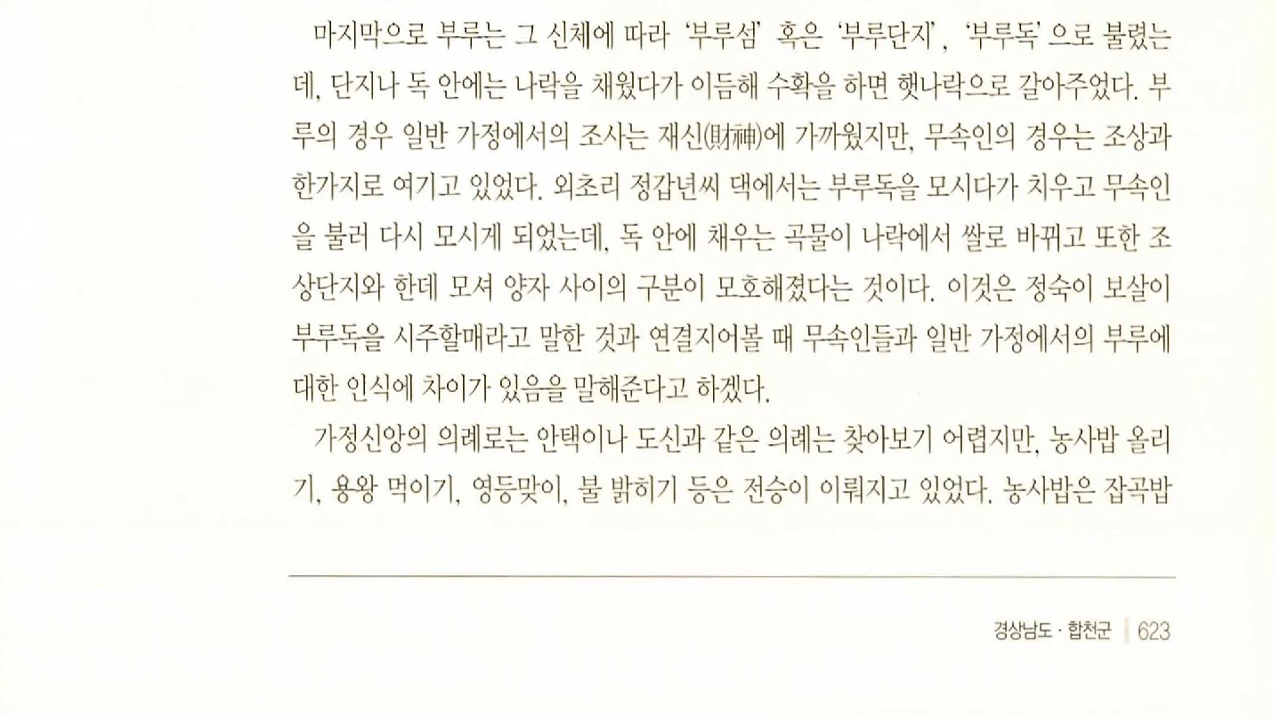 마지막으로 부루는 그 신체에 따라 ‘부루섬’ 혹은 ‘부루단지’, ‘부루독’으로 불렸는
데, 단지나 독 안에는 나락을 채웠다가 이듬해 수확을 하면 햇나락으로 갈아주었다. 부
루의 경우 일반 가정에서의 조사는 재신(財神)에 가까웠지만, 무속인의 경우는 조상과
한가지로 여기고 있었다. 외초리 정갑년씨 댁에서는 부루독을 모시다가 치우고 무속인
을 불러 다시 모시게 되었는데, 독 안에 채우는 곡물이 나락에서 쌀로 바뀌고 또한 조
상단지와 한데 모셔 양자 사이의 구분이 모호해졌다는 것이다. 이것은 정숙이 보살이
부루독을 시주할매라고 말한 것과 연결지어볼 때 무속인들과 일반 가정에서의 부루에
대한 인식에 차이가 있음을 말해준다고 하겠다.
가정신앙의 의례로는 안택이나 도신과 같은 의례는 찾아보기 어렵지만, 농사밥 올리
기, 용왕 먹이기, 영등맞이, 불 밝히기 등은 전승이 이뤄지고 있었다. 농사밥은 잡곡밥
경상남도 · 합천군 | 623